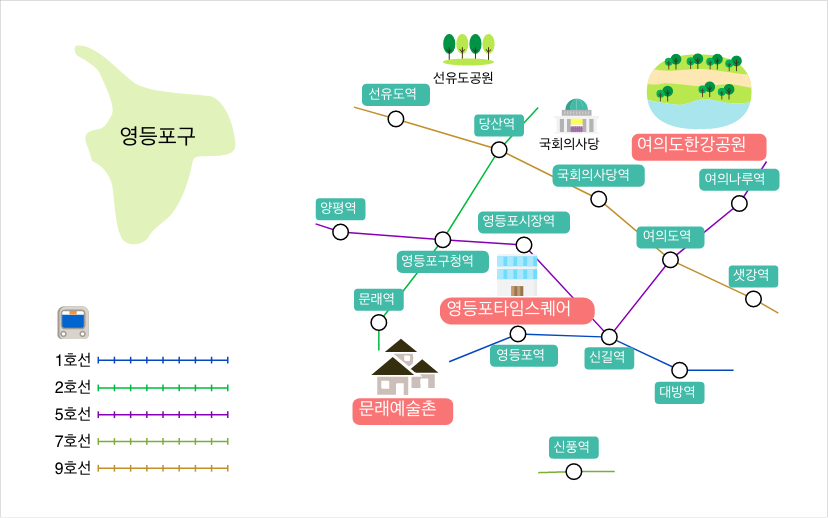 선유도공원
선유도역
당산역
국회의사당
여의도한강공원
영등포구
국회의사당역
여의나루역
양평역
영등포시장역
여의도역
영등포구청역
샛강역
문래역
영등포타임스퀘어
영등포역
신길역
1호선
대방역
2호선
문래예술촌
5호선
7호선
신풍역
9호선